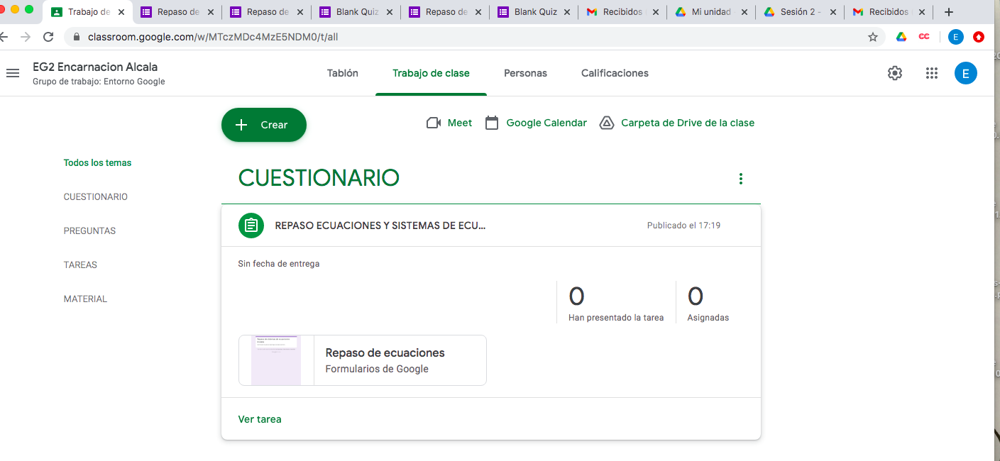 Trabajo de
Repaso de
Repaso de
Blank Quiz
Repaso de
Blank Quiz
Recibidos
Mi unidad
Sesión 2 -
Recibidos
classroom.google.com/w/MTczMDc4MzE5NDM0/t/all
EG2 Encarnacion Alcala
Grupo de trabajo: Entorno Google
Tablón
Trabajo de clase
Personas
Calificaciones
E
E
Crear
Meet
Google Calendar
Carpeta de Drive de la clase
Todos los temas
CUESTIONARIO
PREGUNTAS
TAREAS
MATERIAL
CUESTIONARIO
REPASO ECUACIONES Y SISTEMAS DE ECU...
Publicado el 17:19
Sin fecha de entrega
0
Han presentado la tarea
0
Asignadas
Repaso de ecuaciones
Formularios de Google
Ver tarea